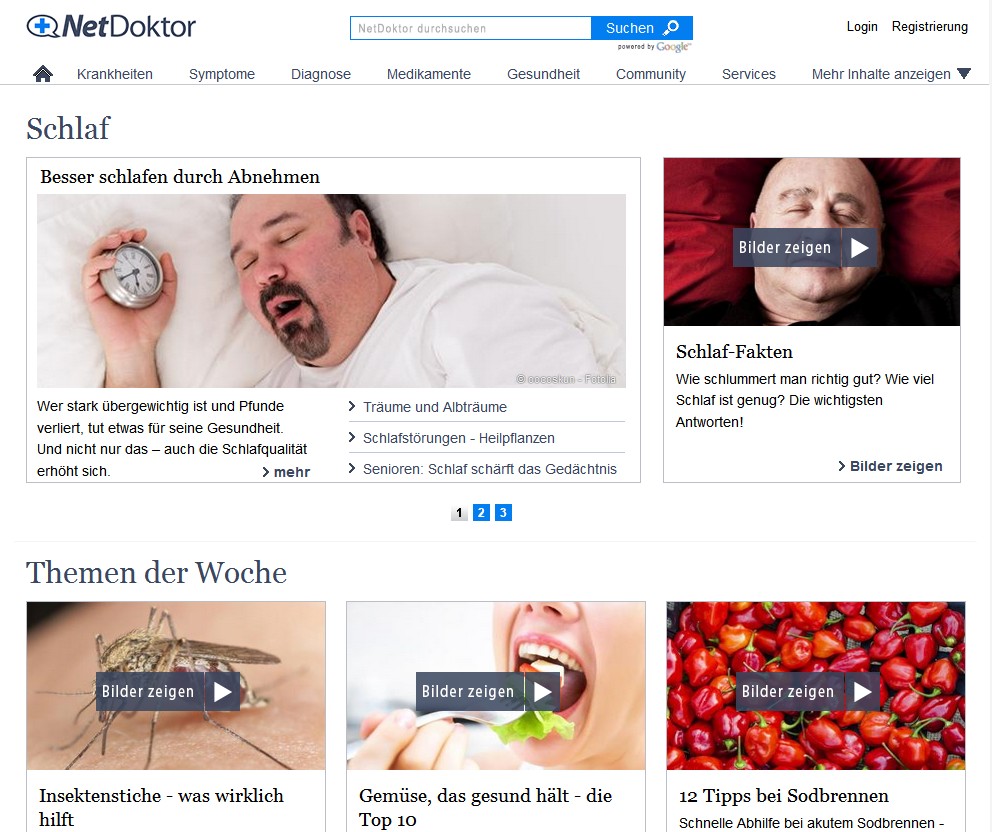 NetDoktor
NetDoktor durchsuchen
Suchen
powered by Google™
Login Registrierung
Krankheiten Symptome Diagnose Medikamente Gesundheit Community Services Mehr Inhalte anzeigen
Schlaf
Besser schlafen durch Abnehmen
© cocoskun - Fotolia
Wer stark übergewichtig ist und Pfunde
verliert, tut etwas für seine Gesundheit.
Und nicht nur das – auch die Schlafqualität
erhöht sich.
mehr
Träume und Albträume
Schlafstörungen - Heilpflanzen
Senioren: Schlaf schärft das Gedächtnis
Bilder zeigen
Schlaf-Fakten
Wie schlummert man richtig gut? Wie viel
Schlaf ist genug? Die wichtigsten
Antworten!
Bilder zeigen
1 2 3
Themen der Woche
Bilder zeigen
Insektenstiche - was wirklich
hilft
Bilder zeigen
Gemüse, das gesund hält - die
Top 10
Bilder zeigen
12 Tipps bei Sodbrennen
Schnelle Abhilfe bei akutem Sodbrennen -